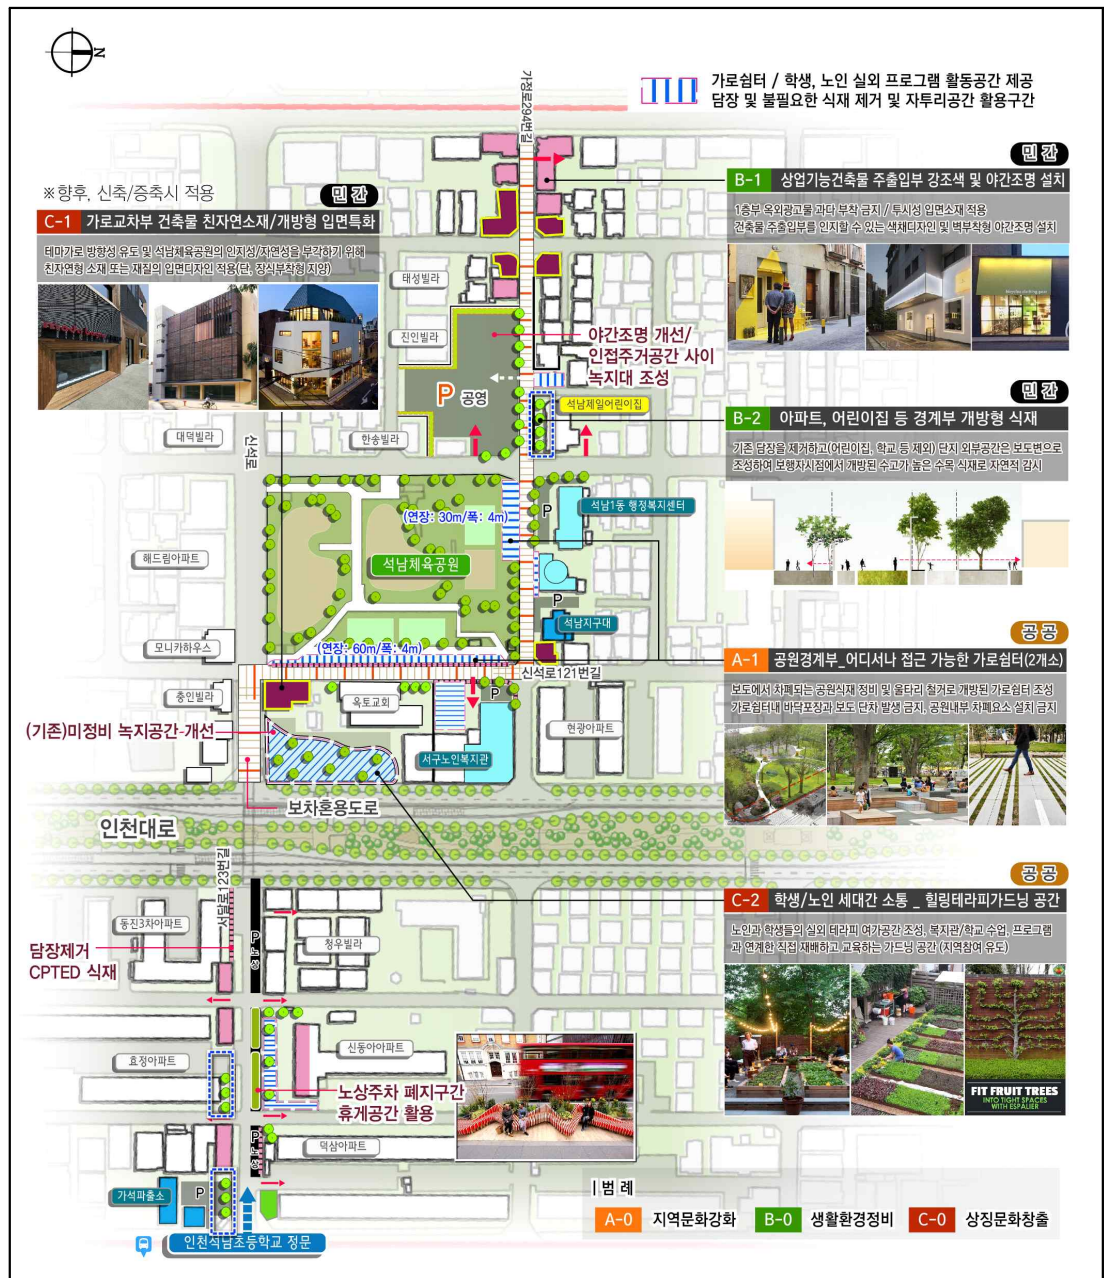 N
가로쉼터 / 학생, 노인 실외 프로그램 활동공간 제공
담장 및 불필요한 식재 제거 및 자투리공간 활용구간
가정로294번길
민간
B-1 상업기능건축물 주출입부 강조색 및 야간조명 설치
1층부 옥외광고물 과다 부착 금지 / 투시성 입면소재 적용
건축물 주출입부를 인지할 수 있는 색채디자인 및 벽부착형 야간조명 설치
※향후, 신축/증축시 적용
민간
C-1 가로교차부 건축물 친자연소재/개방형 입면특화
테마가로 방향성 유도 및 석남체육공원의 인지성/자연성을 부각하기 위해
친자연형 소재 또는 재질의 입면디자인 적용(단, 장식부착형 지양)
태성빌라
진인빌라
야간조명 개선/
인접주거공간 사이
녹지대 조성
P 공영
석남제일어린이집
대덕빌라
한송빌라
신석로
민간
B-2 아파트, 어린이집 등 경계부 개방형 식재
기존 담장을 제거하고(어린이집, 학교 등 제외) 단지 외부공간은 보도변으로
조성하여 보행자시점에서 개방된 수고가 높은 수목 식재로 자연적 감시
(연장: 30m/폭: 4m)
P
석남1동 행정복지센터
해드림아파트
석남체육공원
P
석남지구대
모니카하우스
(연장: 60m/폭: 4m)
신석로121번길
공공
A-1 공원경계부_어디서나 접근 가능한 가로쉼터(2개소)
보도에서 차폐되는 공원식재 정비 및 울타리 철거로 개방된 가로쉼터 조성
가로쉼터내 바닥포장과 보도 단차 발생 금지, 공원내부 차폐요소 설치 금지
충인빌라
옥토교회
P
현광아파트
(기존)미정비 녹지공간-개선
서구노인복지관
보차혼용도로
인천대로
서달로123번길
공공
C-2 학생/노인 세대간 소통 _ 힐링테라피가드닝 공간
노인과 학생들의 실외 테라피 여가공간 조성, 복지관/학교 수업, 프로그램
과 연계한 직접 재배하고 교육하는 가드닝 공간 (지역참여 유도)
동진3차아파트
청우빌라
담장제거
CPTED 식재
P 노상
신동아아파트
효정아파트
노상주차 폐지구간
휴게공간 활용
FIT FRUIT TREES
INTO TIGHT SPACES
WITH ESPALIER
P 노상
덕삼아파트
가석파출소
P
인천석남초등학교 정문
범례
A-0 지역문화강화
B-0 생활환경정비
C-0 상징문화창출